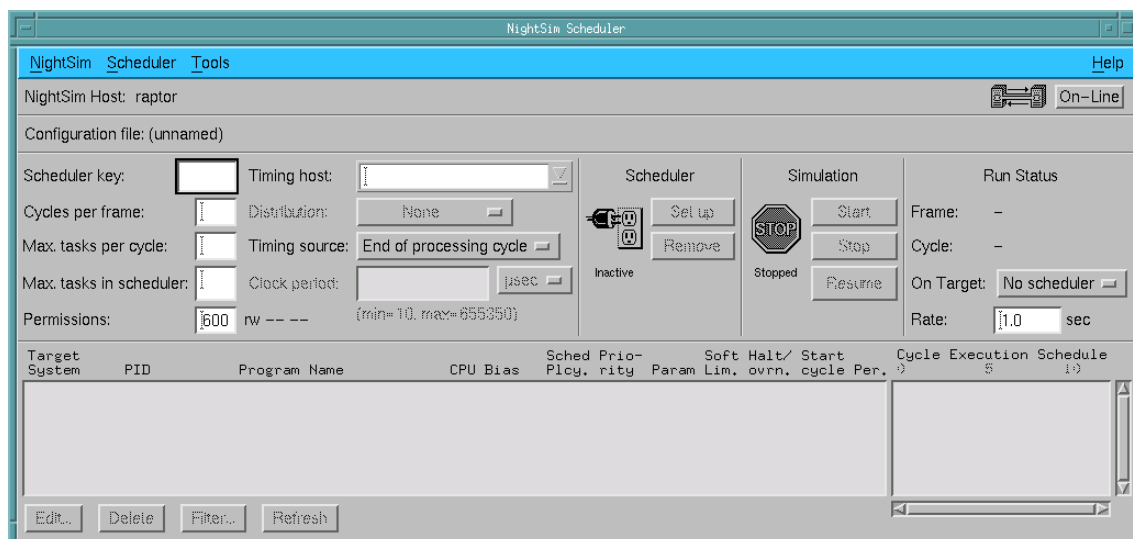 NightSim Scheduler
NightSim Scheduler Tools Help
NightSim Host: raptor On-Line
Configuration file: (unnamed)
Scheduler key: Timing host: Scheduler Simulation Run Status
Cycles per frame: Distribution: None Set up Start Frame: –
STOP
Max. tasks per cycle: Timing source: End of processing cycle Remove Stop Cycle: –
Inactive Stopped
Max. tasks in scheduler: Clock period: µsec Resume On Target: No scheduler
Permissions: 600 rw -- -- (min=10, max=655350) Rate: 1.0 sec
Target Sched Prio- Soft Halt/ Start Cycle Execution Schedule
System PID Program Name CPU Bias Plcy. rity Param Lim. ovrn. cycle Per. 0 5 10
Edit... Delete Filter... Refresh